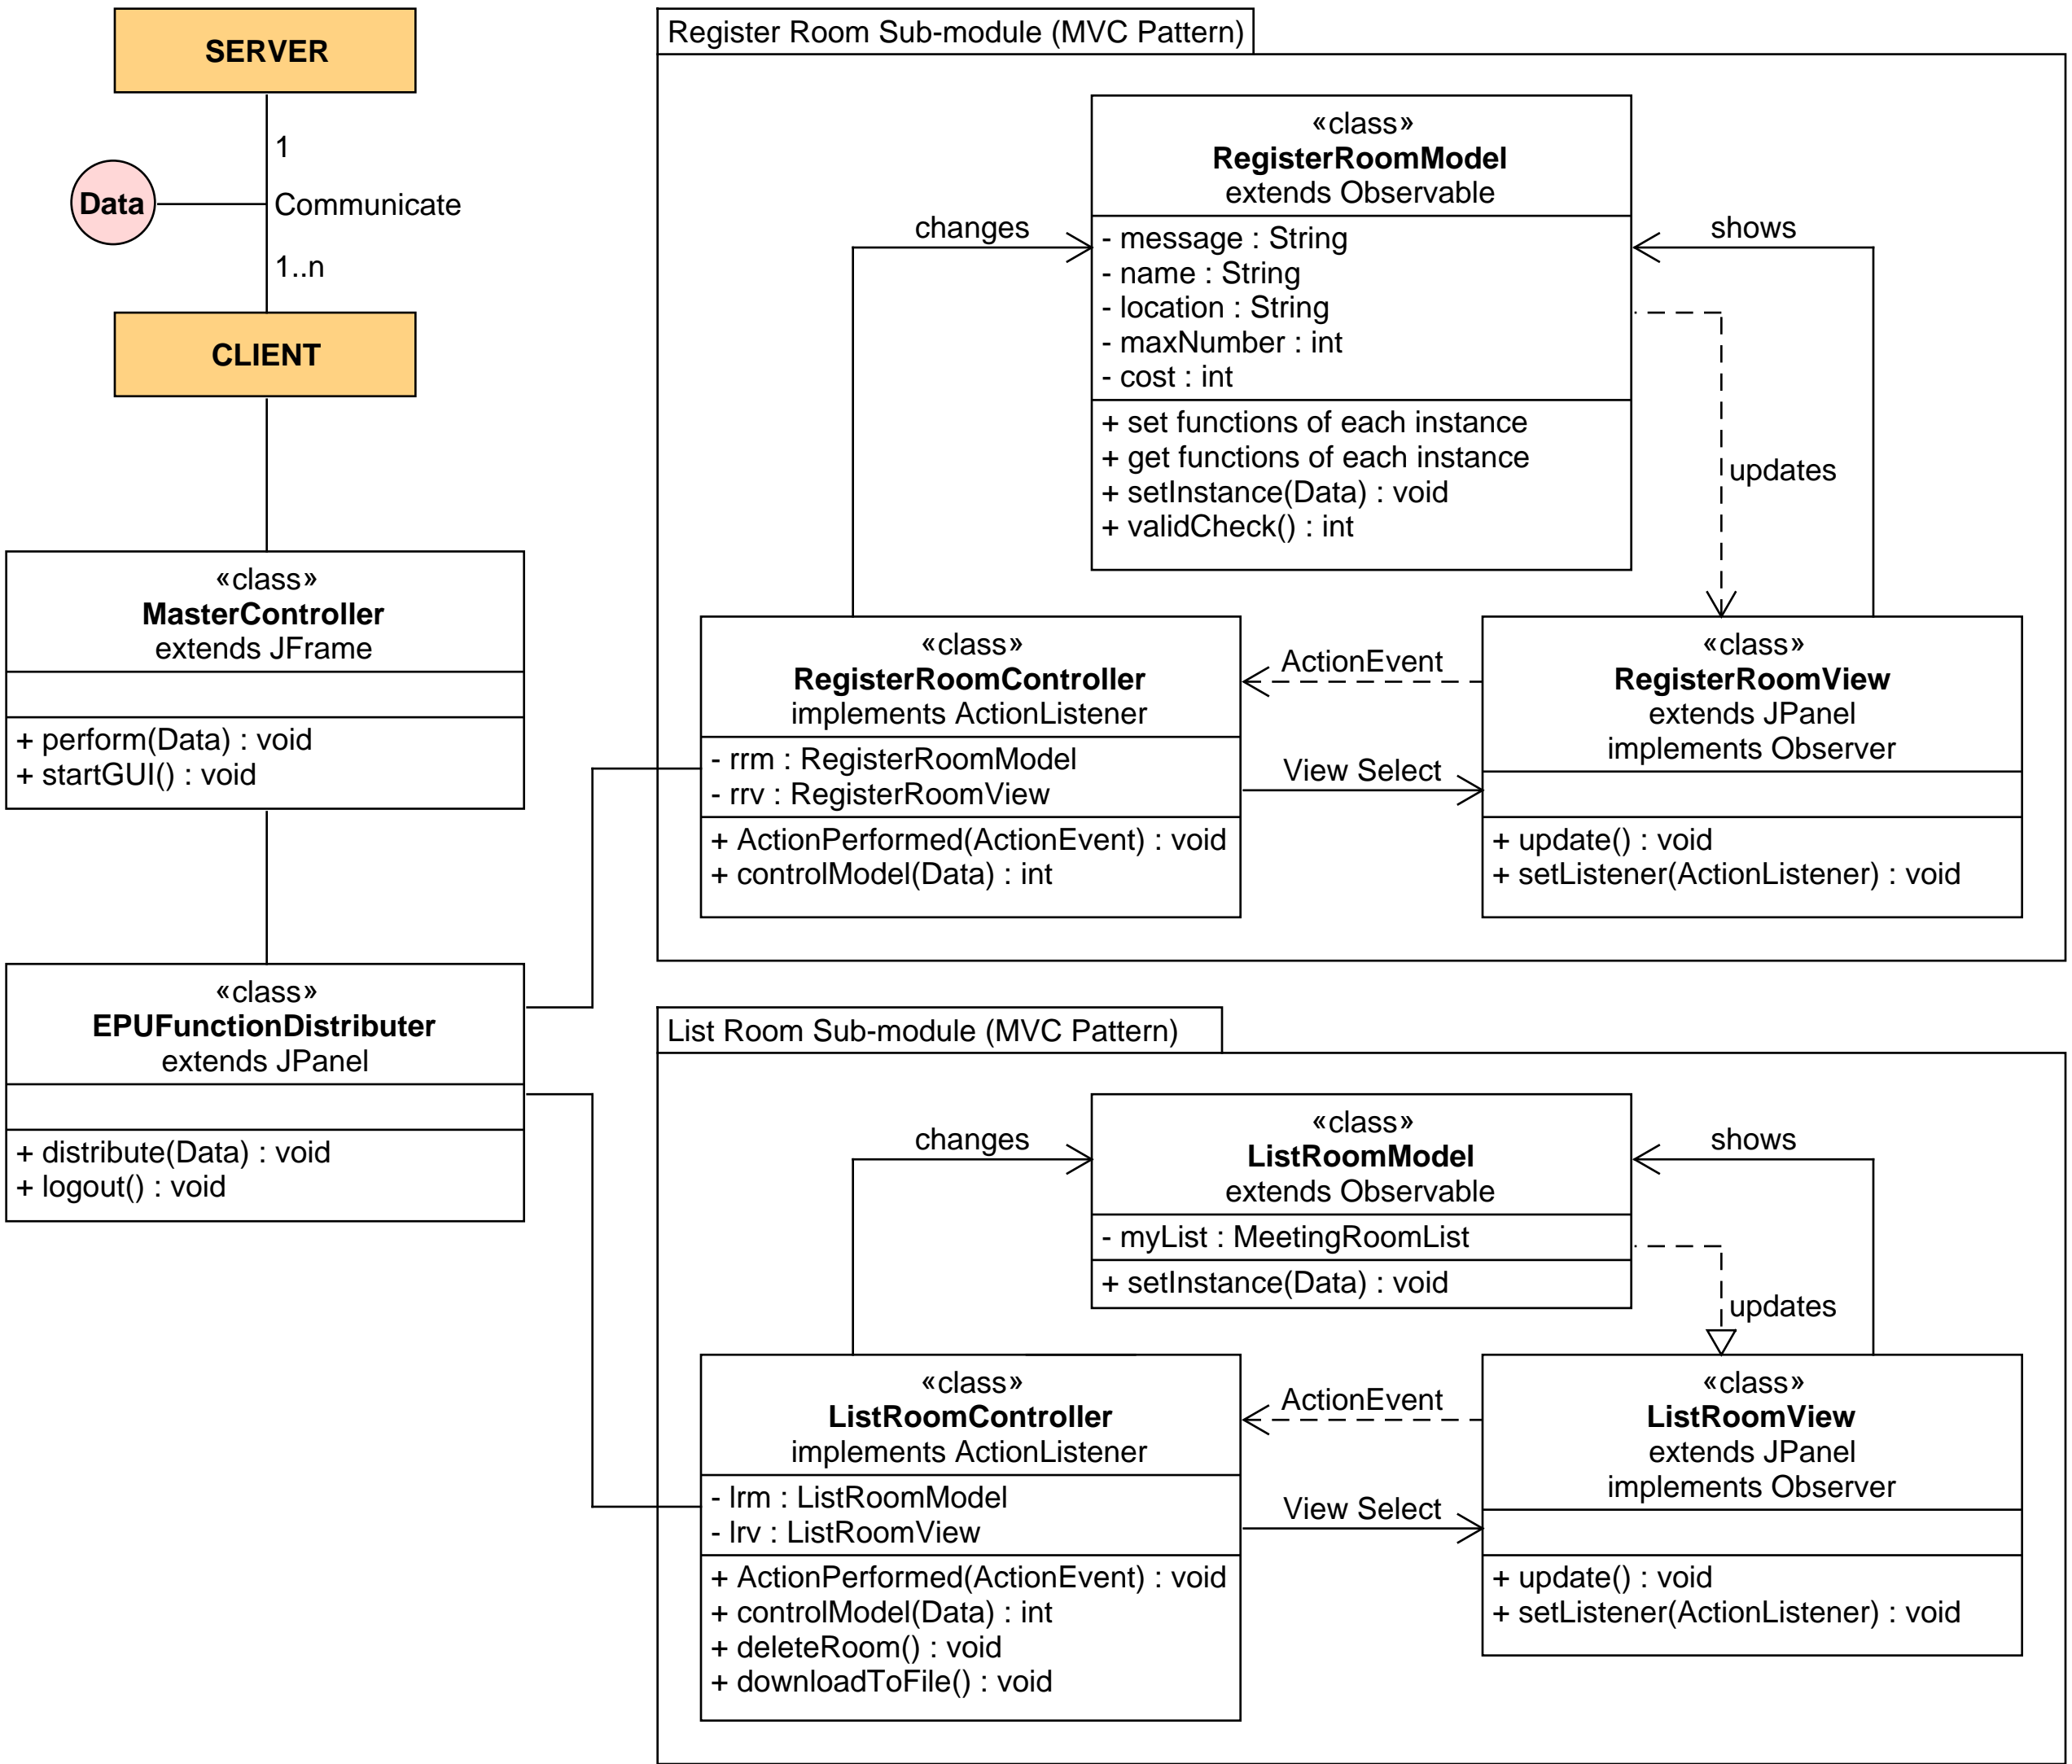 SERVER
1
Data
Communicate
1..n
CLIENT
«class»
MasterController
extends JFrame
+ perform(Data) : void
+ startGUI() : void
«class»
EPUFunctionDistributer
extends JPanel
+ distribute(Data) : void
+ logout() : void
Register Room Sub-module (MVC Pattern)
«class»
RegisterRoomModel
extends Observable
- message : String
- name : String
- location : String
- maxNumber : int
- cost : int
+ set functions of each instance
+ get functions of each instance
+ setInstance(Data) : void
+ validCheck() : int
changes
shows
updates
«class»
RegisterRoomController
implements ActionListener
- rrm : RegisterRoomModel
- rrv : RegisterRoomView
+ ActionPerformed(ActionEvent) : void
+ controlModel(Data) : int
ActionEvent
View Select
«class»
RegisterRoomView
extends JPanel
implements Observer
+ update() : void
+ setListener(ActionListener) : void
List Room Sub-module (MVC Pattern)
«class»
ListRoomModel
extends Observable
- myList : MeetingRoomList
+ setInstance(Data) : void
changes
shows
updates
«class»
ListRoomController
implements ActionListener
- lrm : ListRoomModel
- lrv : ListRoomView
+ ActionPerformed(ActionEvent) : void
+ controlModel(Data) : int
+ deleteRoom() : void
+ downloadToFile() : void
ActionEvent
View Select
«class»
ListRoomView
extends JPanel
implements Observer
+ update() : void
+ setListener(ActionListener) : void